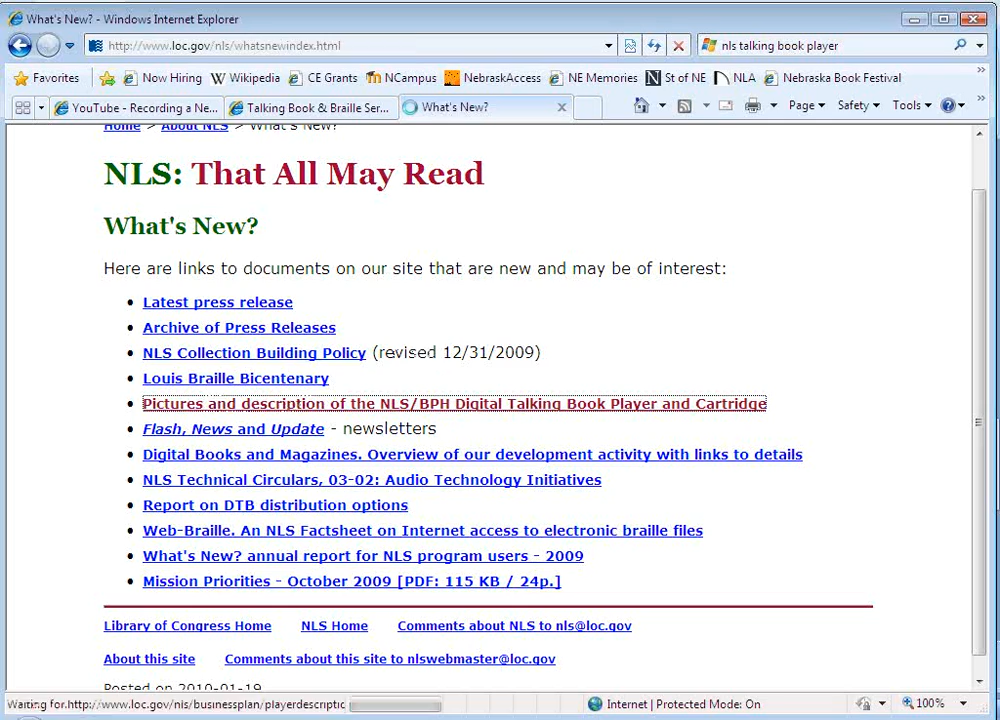 What's New? - Windows Internet Explorer
http://www.loc.gov/nls/whatsnewindex.html
nls talking book player
Favorites
Now Hiring
Wikipedia
CE Grants
NCampus
NebraskAccess
NE Memories
St of NE
NLA
Nebraska Book Festival
YouTube - Recording a Ne...
Talking Book & Braille Ser...
What's New?
Page
Safety
Tools
Home > About NLS > What's New?
NLS: That All May Read
What's New?
Here are links to documents on our site that are new and may be of interest:
Latest press release
Archive of Press Releases
NLS Collection Building Policy (revised 12/31/2009)
Louis Braille Bicentenary
Pictures and description of the NLS/BPH Digital Talking Book Player and Cartridge
Flash, News and Update - newsletters
Digital Books and Magazines. Overview of our development activity with links to details
NLS Technical Circulars, 03-02: Audio Technology Initiatives
Report on DTB distribution options
Web-Braille. An NLS Factsheet on Internet access to electronic braille files
What's New? annual report for NLS program users - 2009
Mission Priorities - October 2009 [PDF: 115 KB / 24p.]
Library of Congress Home
NLS Home
Comments about NLS to nls@loc.gov
About this site
Comments about this site to nlswebmaster@loc.gov
Posted on 2010-01-19
Waiting for http://www.loc.gov/nls/businessplan/playerdescriptic
Internet | Protected Mode: On
100%